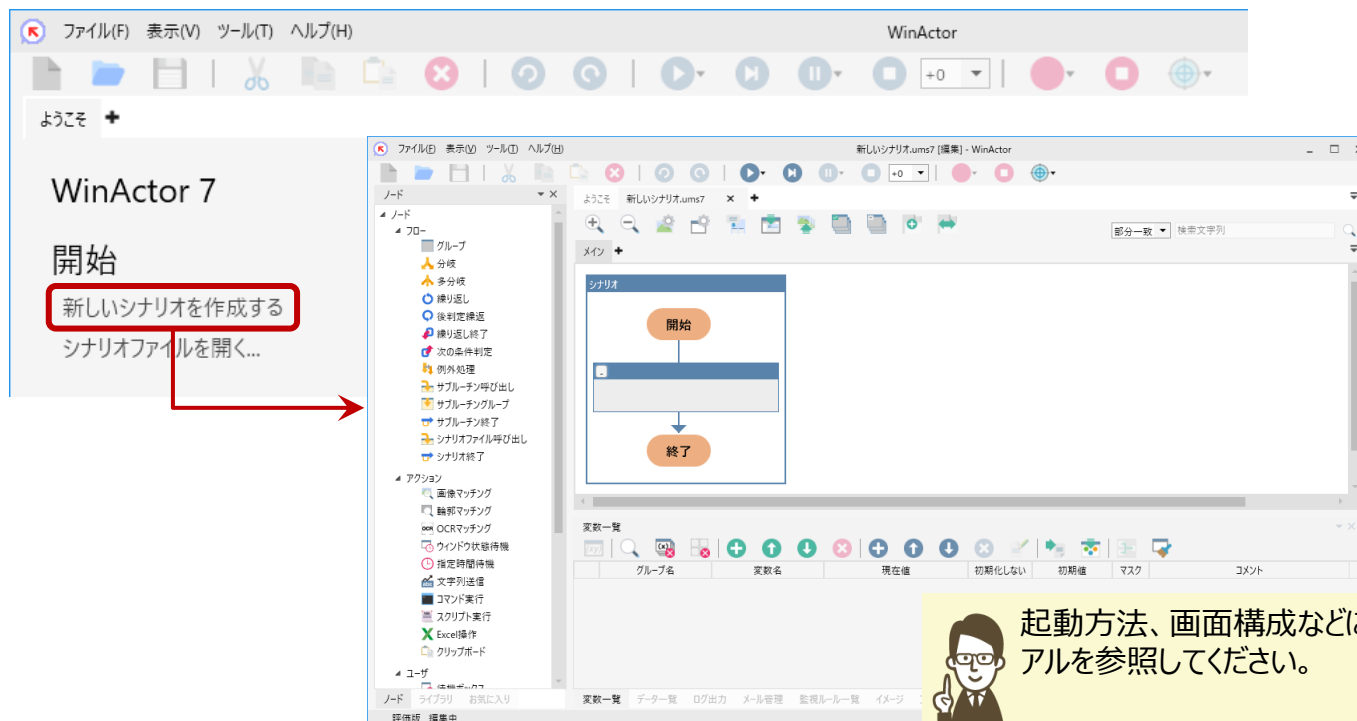 ファイル(F) 表示(V) ツール(T) ヘルプ(H)
WinActor
+0
ようこそ
WinActor 7
開始
新しいシナリオを作成する
シナリオファイルを開く...
ファイル(F) 表示(V) ツール(T) ヘルプ(H)
新しいシナリオ.ums7 [編集] - WinActor
+0
ノード
ノード
フロー
グループ
分岐
多分岐
繰り返し
後判定繰返
繰り返し終了
次の条件判定
例外処理
サブルーチン呼び出し
サブルーチングループ
サブルーチン終了
シナリオファイル呼び出し
シナリオ終了
アクション
画像マッチング
輪郭マッチング
OCRマッチング
ウィンドウ状態待機
指定時間待機
文字列送信
コマンド実行
スクリプト実行
Excel操作
クリップボード
ユーザ
待機ボックス
ノード ライブラリ お気に入り
評価版 編集中
ようこそ 新しいシナリオ.ums7
部分一致 検索文字列
メイン
シナリオ
開始
終了
変数一覧
グループ名 変数名 現在値 初期化しない 初期値 マスク コメント
変数一覧 データ一覧 ログ出力 メール管理 監視ルール一覧 イメージ
起動方法、画面構成などに
アルを参照してください。